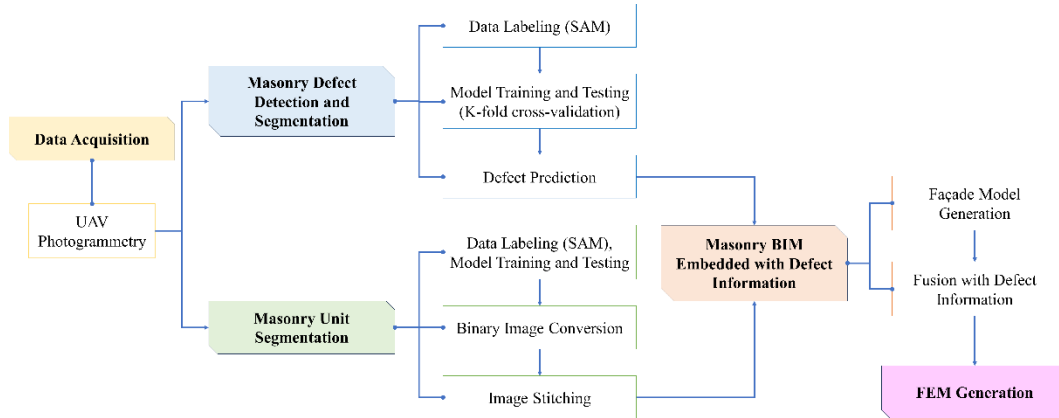 Data Acquisition
UAV
Photogrammetry
Masonry Defect
Detection and
Segmentation
Data Labeling (SAM)
Model Training and Testing
(K-fold cross-validation)
Defect Prediction
Masonry Unit
Segmentation
Data Labeling (SAM),
Model Training and Testing
Binary Image Conversion
Image Stitching
Masonry BIM
Embedded with Defect
Information
Façade Model
Generation
Fusion with Defect
Information
FEM Generation